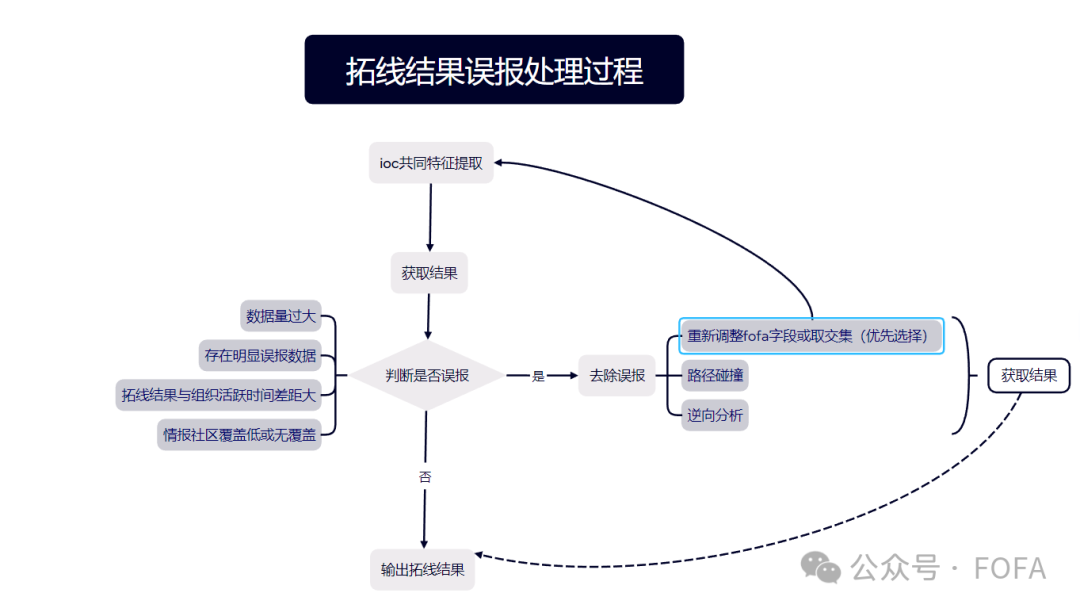 拓线结果误报处理过程
ioc共同特征提取
获取结果
数据量过大
存在明显误报数据
拓线结果与组织活跃时间差距大
情报社区覆盖低或无覆盖
判断是否误报
是
去除误报
重新调整fofa字段或取交集（优先选择）
路径碰撞
逆向分析
获取结果
否
输出拓线结果
公众号 · FOFA